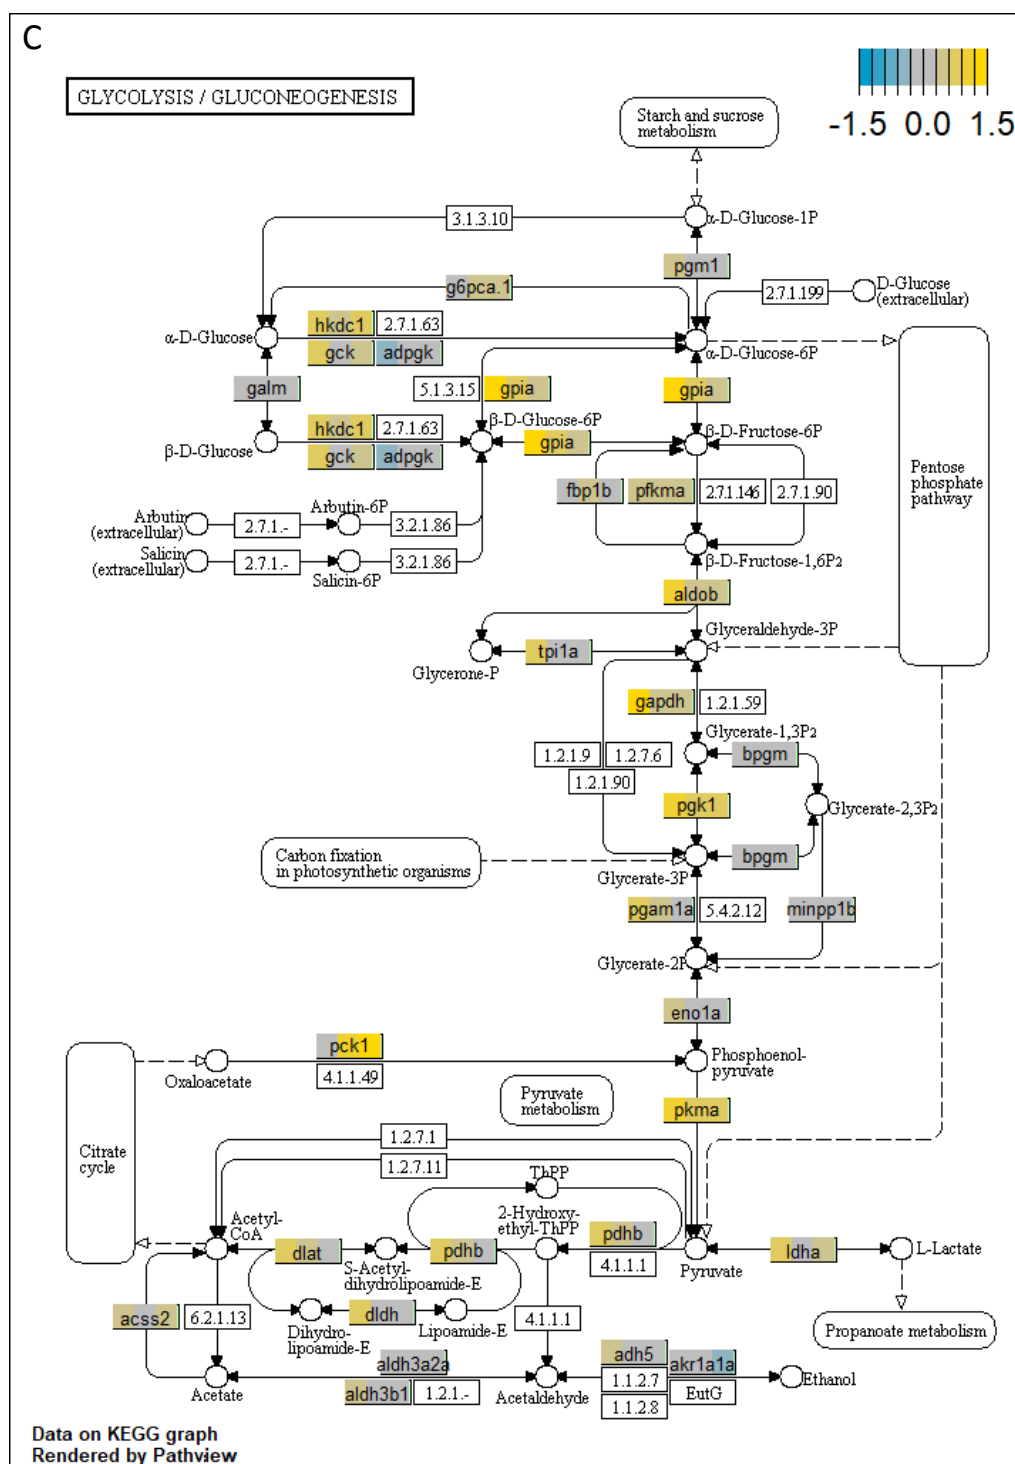 C
GLYCOLYSIS / GLUCONEOGENESIS
-1.5 0.0 1.5
Starch and sucrose
metabolism
3.1.3.10
α-D-Glucose-1P
pgm1
g6pca.1
2.7.1.199
D-Glucose
(extracellular)
hkdc1
2.7.1.63
α-D-Glucose
gck
adpgk
α-D-Glucose-6P
galm
5.1.3.15
gpia
gpia
β-D-Glucose-6P
hkdc1
2.7.1.63
β-D-Fructose-6P
β-D-Glucose
gck
adpgk
gpia
Pentose
phosphate
pathway
fbp1b
pfkma
2.7.1.146
2.7.1.90
Arbutin
(extracellular)
2.7.1.-
Arbutin-6P
3.2.1.86
Salicin
(extracellular)
2.7.1.-
Salicin-6P
3.2.1.86
β-D-Fructose-1,6P2
aldob
Glyceraldehyde-3P
tpi1a
Glycerone-P
gapdh
1.2.1.59
Glycerate-1,3P2
1.2.1.9
1.2.7.6
bpgm
1.2.1.90
pgk1
Glycerate-2,3P2
Carbon fixation
in photosynthetic organisms
bpgm
Glycerate-3P
pgam1a
5.4.2.12
minpp1b
Glycerate-2P
eno1a
pck1
Oxaloacetate
4.1.1.49
Phosphoenol-
pyruvate
Pyruvate
metabolism
pkma
Citrate
cycle
1.2.7.1
1.2.7.11
ThPP
Acetyl-
CoA
2-Hydroxy-
ethyl-ThPP
dlat
pdhb
pdhb
ldha
L-Lactate
S-Acetyl-
dihydrolipoamide-E
4.1.1.1
Pyruvate
acss2
6.2.1.13
dldh
4.1.1.1
Dihydro-
lipoamide-E
Lipoamide-E
Propanoate metabolism
aldh3a2a
adh5
akr1a1a
Acetate
aldh3b1
1.2.1.-
Acetaldehyde
1.1.2.7
EutG
Ethanol
1.1.2.8
Data on KEGG graph
Rendered by Pathview